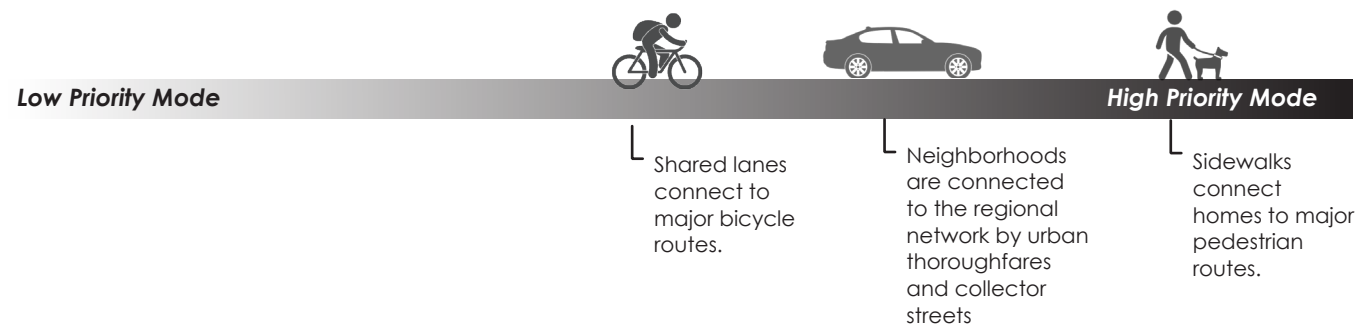 Low Priority Mode
High Priority Mode
Shared lanes
connect to
major bicycle
routes.
Neighborhoods
are connected
to the regional
network by urban
thoroughfares
and collector
streets
Sidewalks
connect
homes to major
pedestrian
routes.